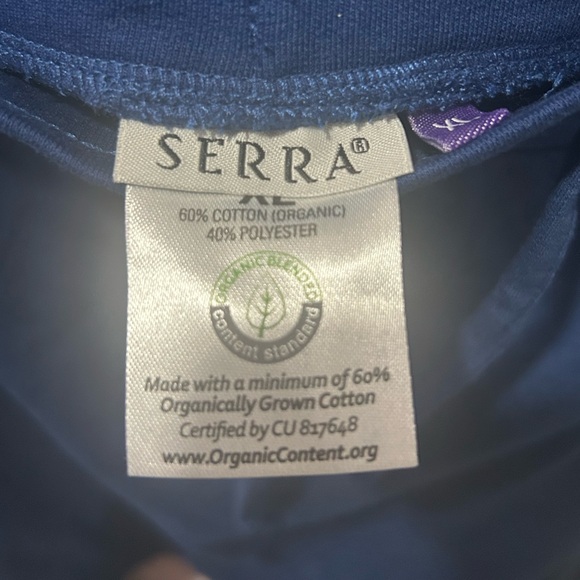 SERRA®
XL
XL
60% COTTON (ORGANIC)
40% POLYESTER
ORGANIC BLENDED
content standard
Made with a minimum of 60%
Organically Grown Cotton
Certified by CU 817648
www.OrganicContent.org